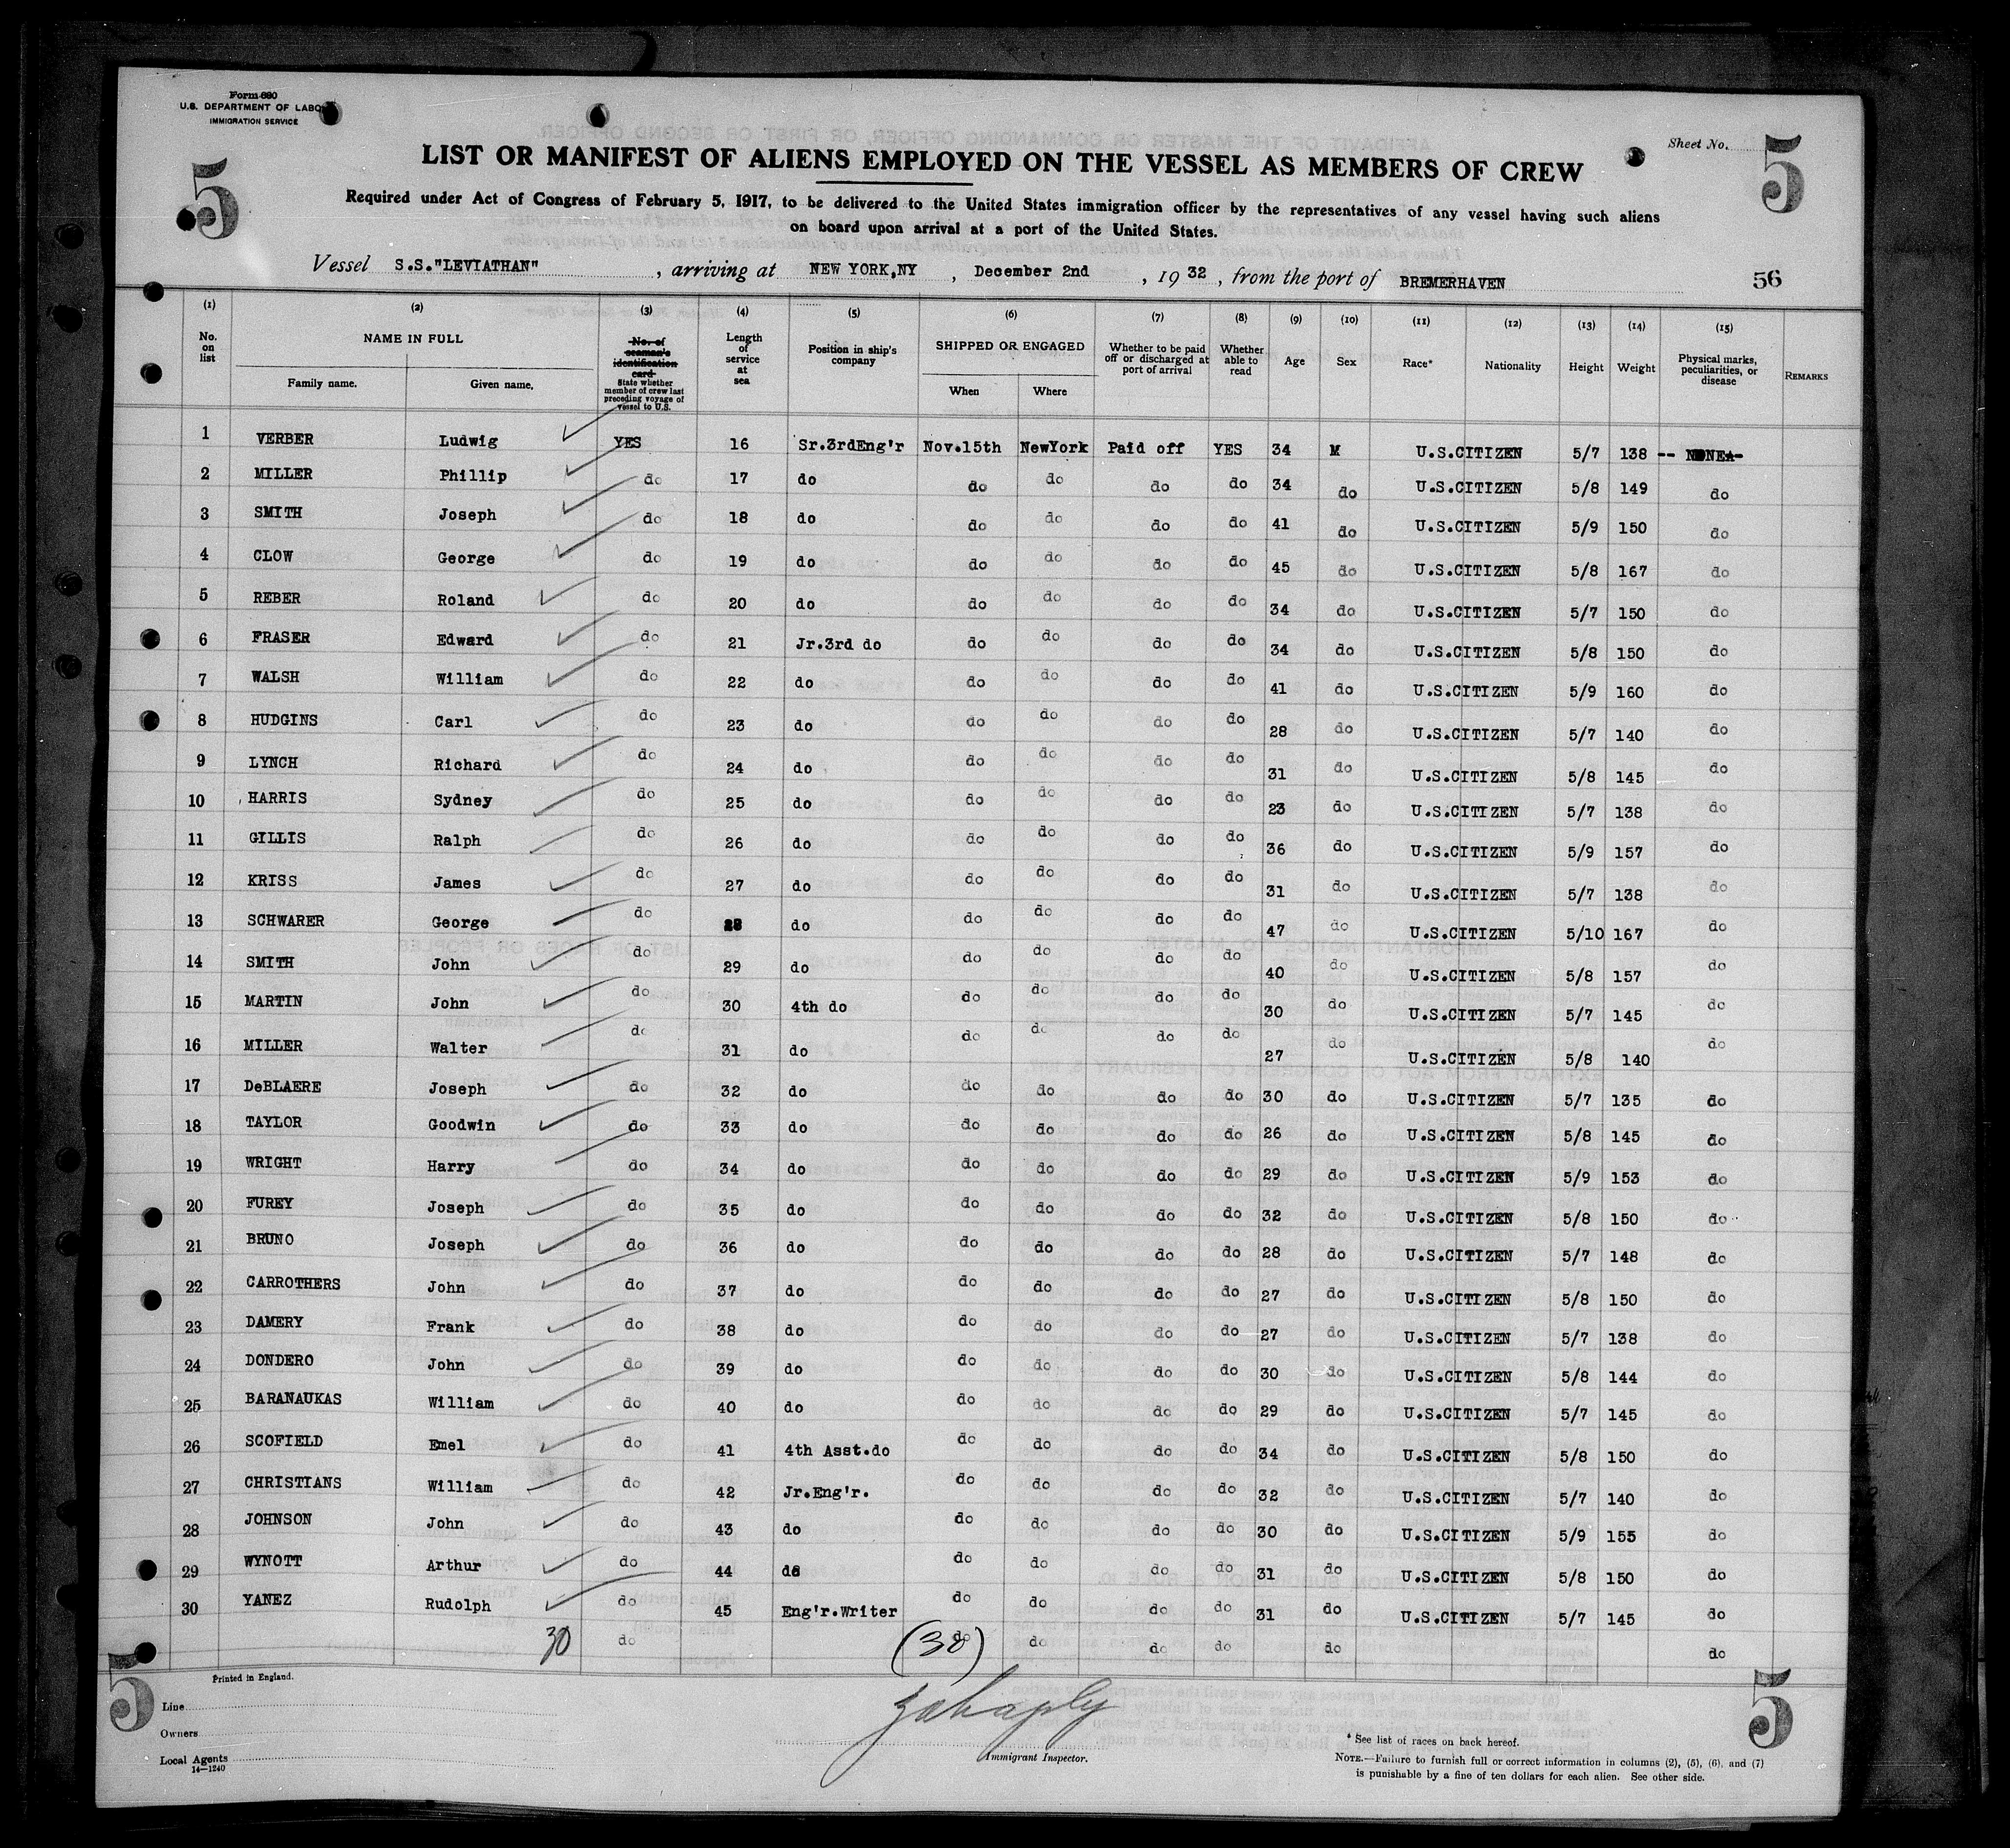 Form 680
U.S. DEPARTMENT OF LABOR
IMMIGRATION SERVICE
Sheet No.
5
5
LIST OR MANIFEST OF ALIENS EMPLOYED ON THE VESSEL AS MEMBERS OF CREW
Required under Act of Congress of February 5, 1917, to be delivered to the United States immigration officer by the representatives of any vessel having such aliens
on board upon arrival at a port of the United States.
Vessel S.S."LEVIATHAN", arriving at NEW YORK,NY, December 2nd, 1932, from the port of BREMERHAVEN
56
(1) (2) (3) (4) (5) (6) (7) (8) (9) (10) (11) (12) (13) (14) (15)
No. on list
NAME IN FULL
Family name. Given name.
No. of seaman's identification card
State whether member of crew last preceding voyage of vessel to U.S.
Length of service at sea
Position in ship's company
SHIPPED OR ENGAGED
When Where
Whether to be paid off or discharged at port of arrival
Whether able to read
Age Sex Race* Nationality Height Weight
Physical marks, peculiarities, or disease
REMARKS
1 VERBER Ludwig YES 16 Sr.3rdEng'r Nov.15th NewYork Paid off YES 34 M U.S.CITIZEN 5/7 138 -- NONE--
2 MILLER Phillip do 17 do do do do do 34 do U.S.CITIZEN 5/8 149 do
3 SMITH Joseph do 18 do do do do do 41 do U.S.CITIZEN 5/9 150 do
4 CLOW George do 19 do do do do do 45 do U.S.CITIZEN 5/8 167 do
5 REBER Roland do 20 do do do do do 34 do U.S.CITIZEN 5/7 150 do
6 FRASER Edward do 21 Jr.3rd do do do do do 34 do U.S.CITIZEN 5/8 150 do
7 WALSH William do 22 do do do do do 41 do U.S.CITIZEN 5/9 160 do
8 HUDGINS Carl do 23 do do do do do 28 do U.S.CITIZEN 5/7 140 do
9 LYNCH Richard do 24 do do do do do 31 do U.S.CITIZEN 5/8 145 do
10 HARRIS Sydney do 25 do do do do do 23 do U.S.CITIZEN 5/7 138 do
11 GILLIS Ralph do 26 do do do do do 36 do U.S.CITIZEN 5/9 157 do
12 KRISS James do 27 do do do do do 31 do U.S.CITIZEN 5/7 138 do
13 SCHWARER George do 28 do do do do do 47 do U.S.CITIZEN 5/10 167 do
14 SMITH John do 29 do do do do do 40 do U.S.CITIZEN 5/8 157 do
15 MARTIN John do 30 4th do do do do do 30 do U.S.CITIZEN 5/7 145 do
16 MILLER Walter do 31 do do do do do 27 do U.S.CITIZEN 5/8 140 do
17 DeBLAERE Joseph do 32 do do do do do 30 do U.S.CITIZEN 5/7 135 do
18 TAYLOR Goodwin do 33 do do do do do 26 do U.S.CITIZEN 5/8 145 do
19 WRIGHT Harry do 34 do do do do do 29 do U.S.CITIZEN 5/9 153 do
20 FUREY Joseph do 35 do do do do do 32 do U.S.CITIZEN 5/8 150 do
21 BRUNO Joseph do 36 do do do do do 28 do U.S.CITIZEN 5/7 148 do
22 CARROTHERS John do 37 do do do do do 27 do U.S.CITIZEN 5/8 150 do
23 DAMERY Frank do 38 do do do do do 27 do U.S.CITIZEN 5/7 138 do
24 DONDERO John do 39 do do do do do 30 do U.S.CITIZEN 5/8 144 do
25 BARANAUKAS William do 40 do do do do do 29 do U.S.CITIZEN 5/7 145 do
26 SCOFIELD Emel do 41 4th Asst.do do do do do 34 do U.S.CITIZEN 5/8 150 do
27 CHRISTIANS William do 42 Jr.Eng'r. do do do do 32 do U.S.CITIZEN 5/7 140 do
28 JOHNSON John do 43 do do do do do 30 do U.S.CITIZEN 5/9 155 do
29 WYNOTT Arthur do 44 do do do do do 31 do U.S.CITIZEN 5/8 150 do
30 YANEZ Rudolph do 45 Eng'r.Writer do do do do 31 do U.S.CITIZEN 5/7 145 do
30 do (30) do do do do do do
5
5
Printed in England.
Line
Owners
Local Agents
14—1240
Immigrant Inspector.
* See list of races on back hereof.
NOTE.—Failure to furnish full or correct information in columns (2), (5), (6), and (7)
is punishable by a fine of ten dollars for each alien. See other side.